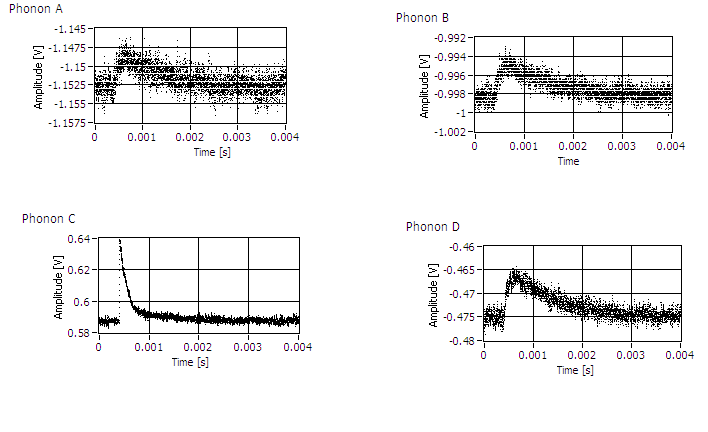 Phonon A
Amplitude [V]
-1.145
-1.1475
-1.15
-1.1525
-1.155
-1.1575
0 0.001 0.002 0.003 0.004
Time [s]
Phonon B
Amplitude [V]
-0.992
-0.994
-0.996
-0.998
-1
-1.002
0 0.001 0.002 0.003 0.004
Time
Phonon C
Amplitude [V]
0.64
0.62
0.6
0.58
0 0.001 0.002 0.003 0.004
Time [s]
Phonon D
Amplitude [V]
-0.46
-0.465
-0.47
-0.475
-0.48
0 0.001 0.002 0.003 0.004
Time [s]